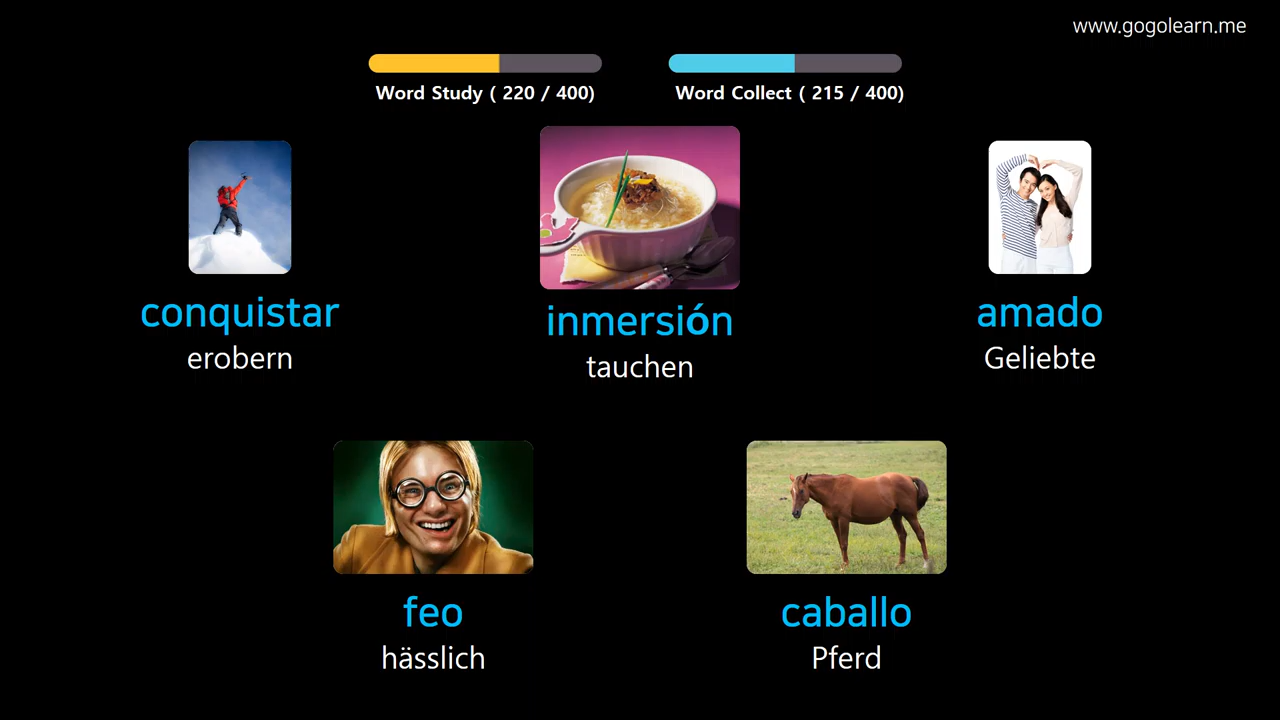 www.gogolearn.me
Word Study ( 220 / 400)
Word Collect ( 215 / 400)
conquistar
erobern
inmersión
tauchen
amado
Geliebte
feo
hässlich
caballo
Pferd